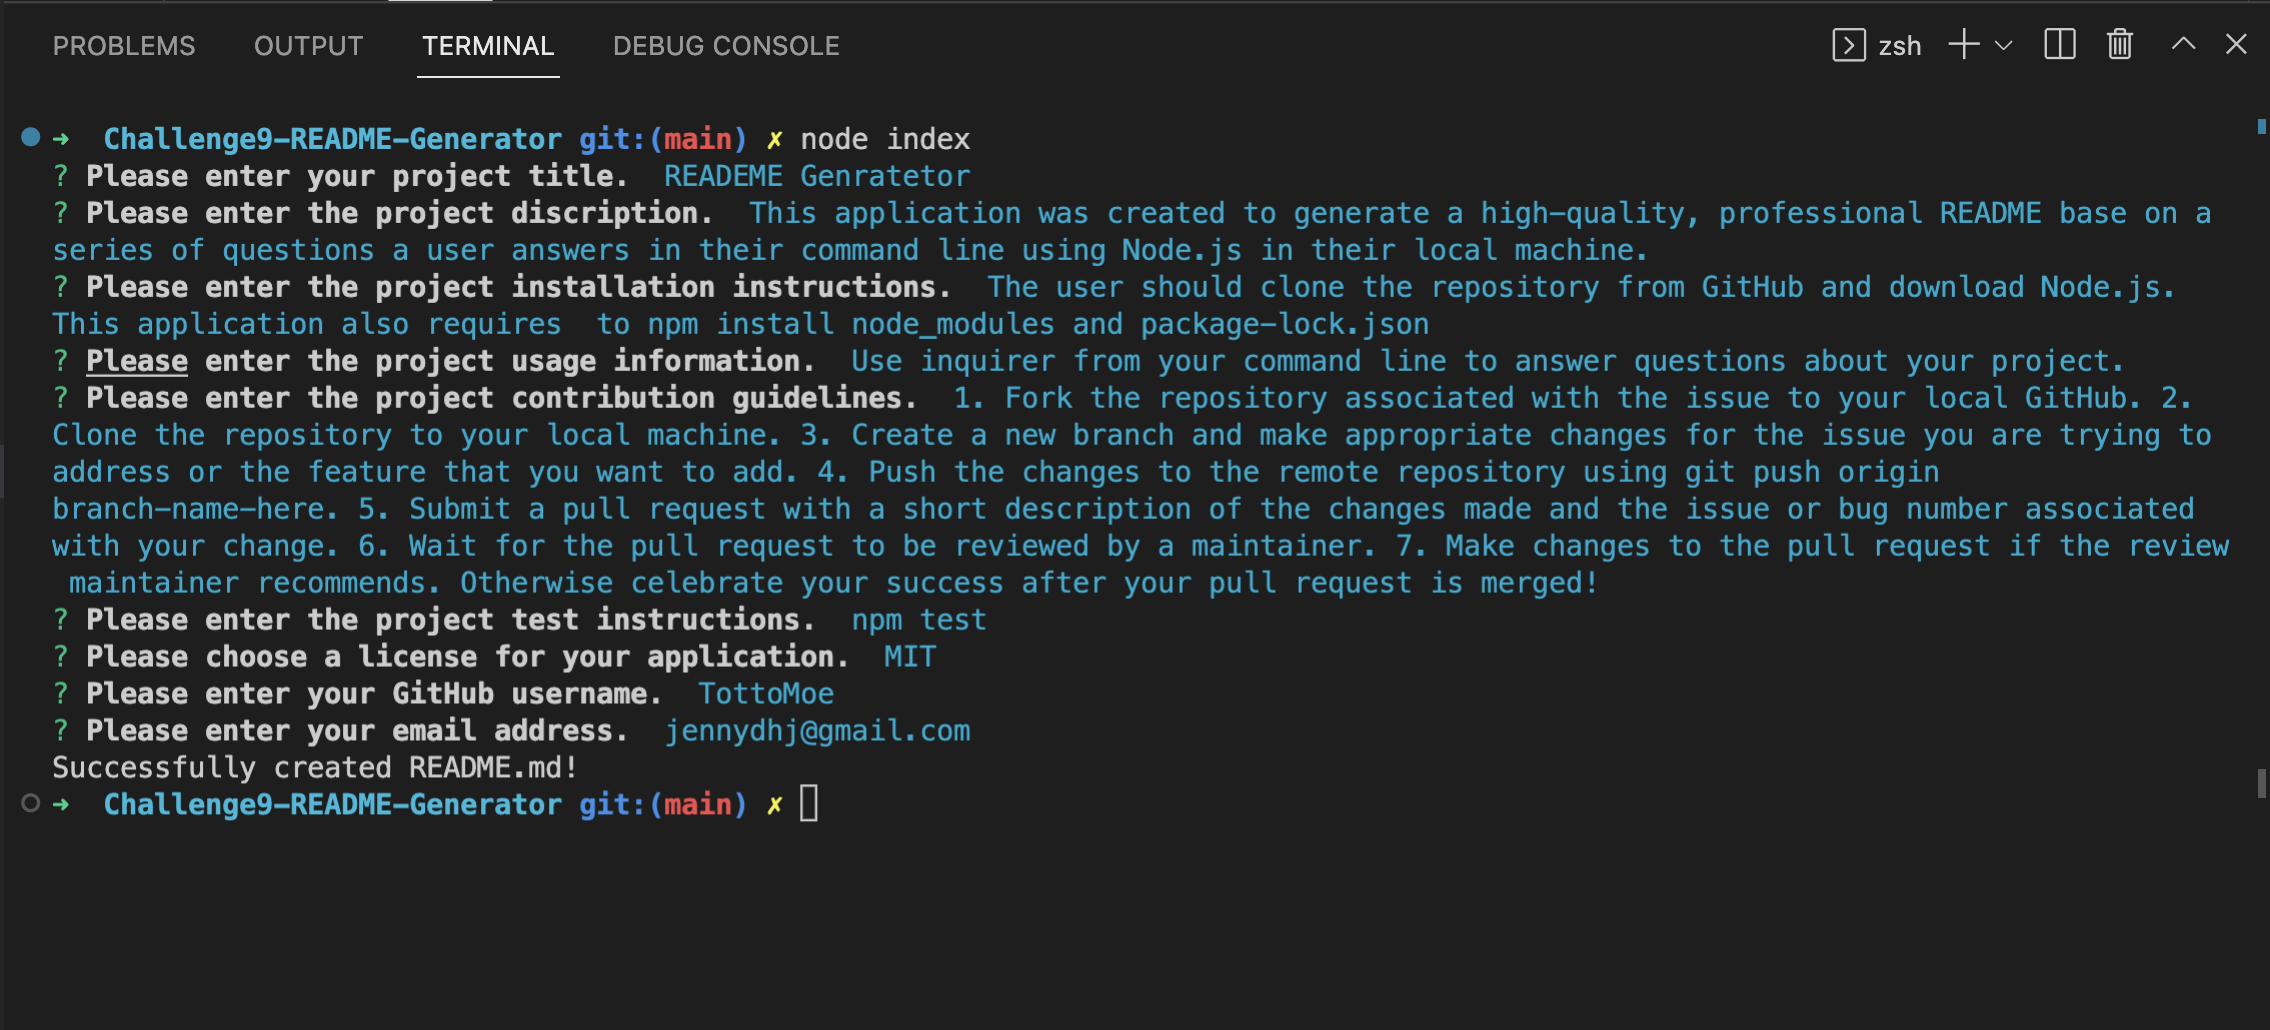 PROBLEMS OUTPUT TERMINAL DEBUG CONSOLE zsh
➜ Challenge9-README-Generator git:(main) ✗ node index
? Please enter your project title. READEME Genratetor
? Please enter the project discription. This application was created to generate a high-quality, professional README base on a
series of questions a user answers in their command line using Node.js in their local machine.
? Please enter the project installation instructions. The user should clone the repository from GitHub and download Node.js.
This application also requires  to npm install node_modules and package-lock.json
? Please enter the project usage information. Use inquirer from your command line to answer questions about your project.
? Please enter the project contribution guidelines. 1. Fork the repository associated with the issue to your local GitHub. 2.
Clone the repository to your local machine. 3. Create a new branch and make appropriate changes for the issue you are trying to
address or the feature that you want to add. 4. Push the changes to the remote repository using git push origin
branch-name-here. 5. Submit a pull request with a short description of the changes made and the issue or bug number associated
with your change. 6. Wait for the pull request to be reviewed by a maintainer. 7. Make changes to the pull request if the review
maintainer recommends. Otherwise celebrate your success after your pull request is merged!
? Please enter the project test instructions. npm test
? Please choose a license for your application. MIT
? Please enter your GitHub username. TottoMoe
? Please enter your email address. jennydhj@gmail.com
Successfully created README.md!
➜ Challenge9-README-Generator git:(main) ✗